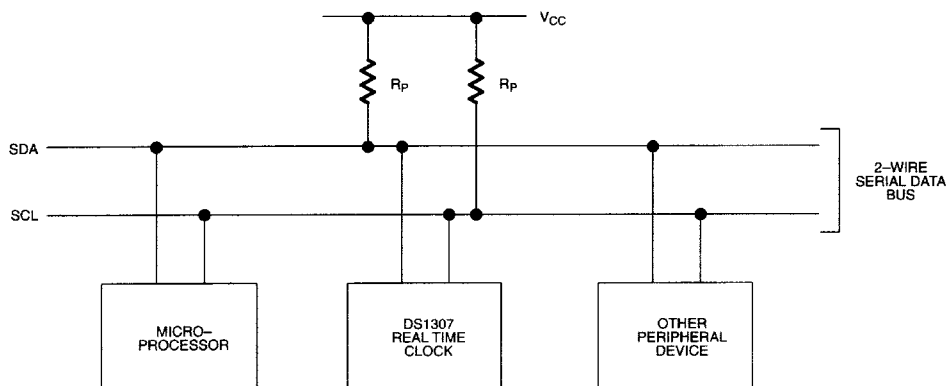 VCC
RP
RP
SDA
2–WIRE
SERIAL DATA
BUS
SCL
MICRO–
PROCESSOR
DS1307
REAL TIME
CLOCK
OTHER
PERIPHERAL
DEVICE